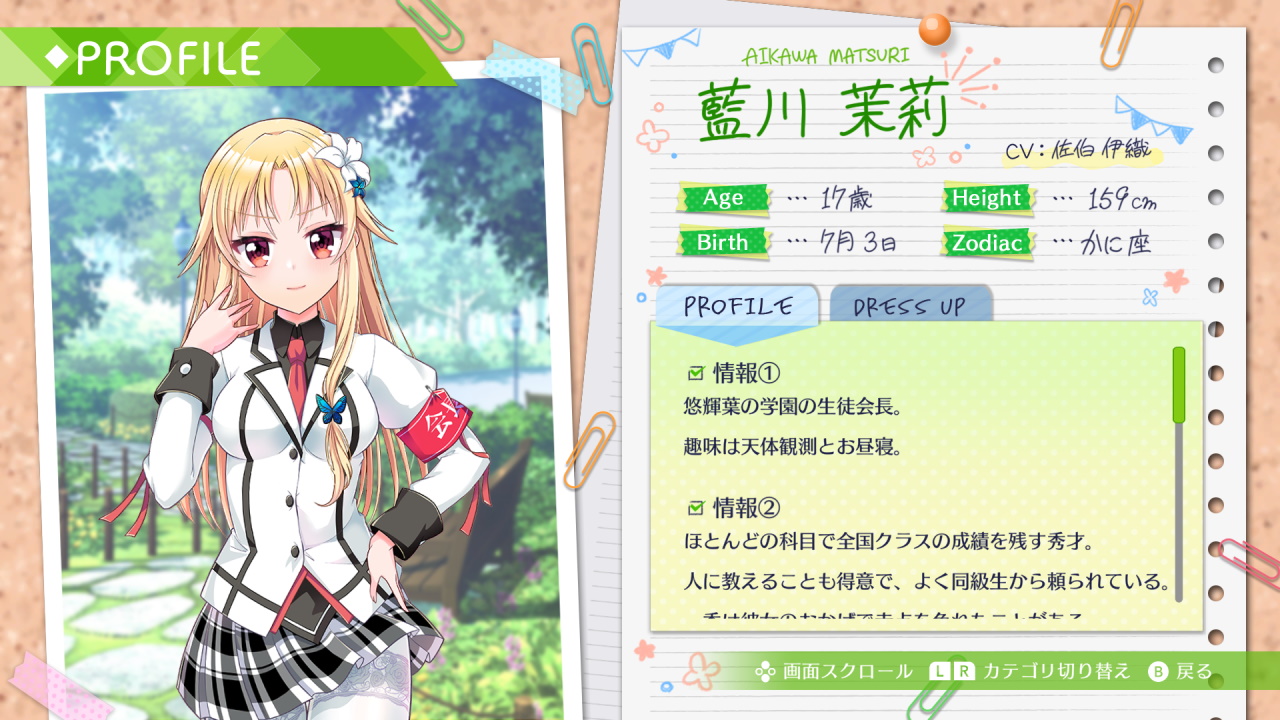 PROFILE
AIKAWA MATSURI
藍川 茉莉
CV：佐伯 伊織
Age … 17歳
Height … 159cm
Birth … 7月3日
Zodiac … かに座
PROFILE
DRESS UP
情報①
悠輝葉の学園の生徒会長。
趣味は天体観測とお昼寝。
情報②
ほとんどの科目で全国クラスの成績を残す秀才。
人に教えることも得意で、よく同級生から頼られている。
画面スクロール
L R カテゴリ切り替え
B 戻る